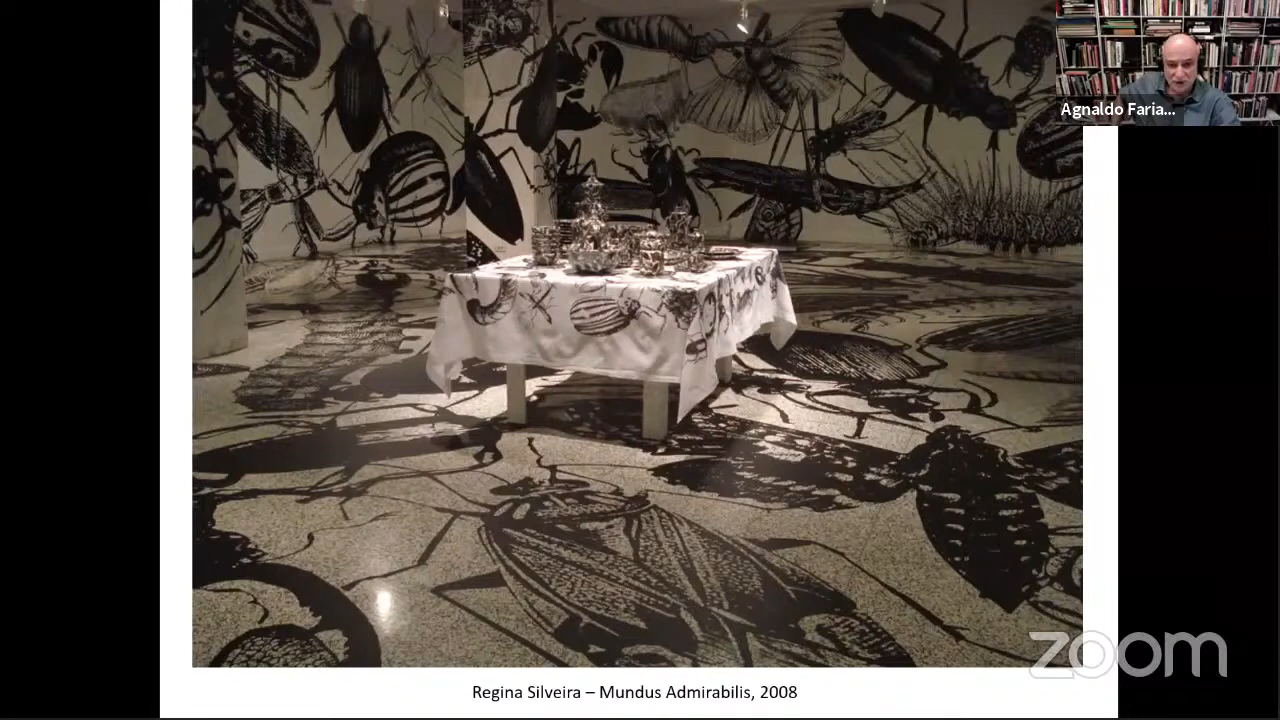 Agnaldo Faria...
zoom
Regina Silveira – Mundus Admirabilis, 2008